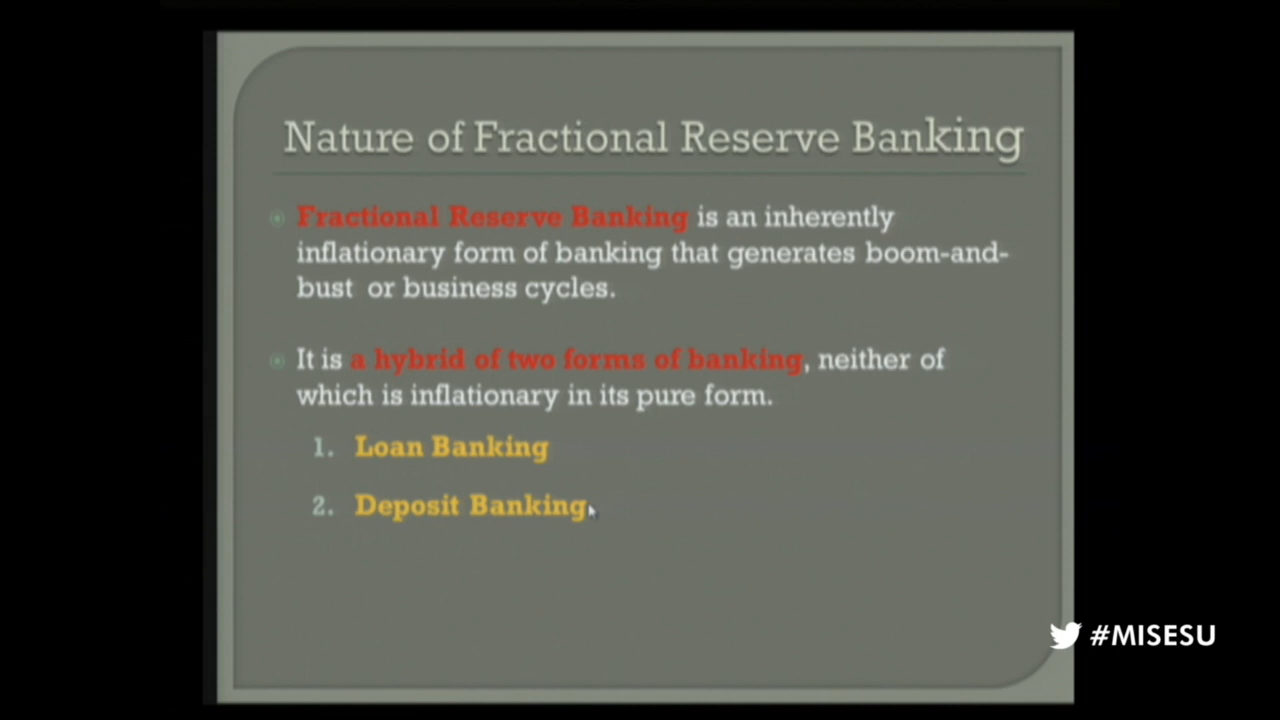 Nature of Fractional Reserve Banking
Fractional Reserve Banking is an inherently
inflationary form of banking that generates boom-and-
bust or business cycles.
It is a hybrid of two forms of banking, neither of
which is inflationary in its pure form.
1. Loan Banking
2. Deposit Banking
#MISESU